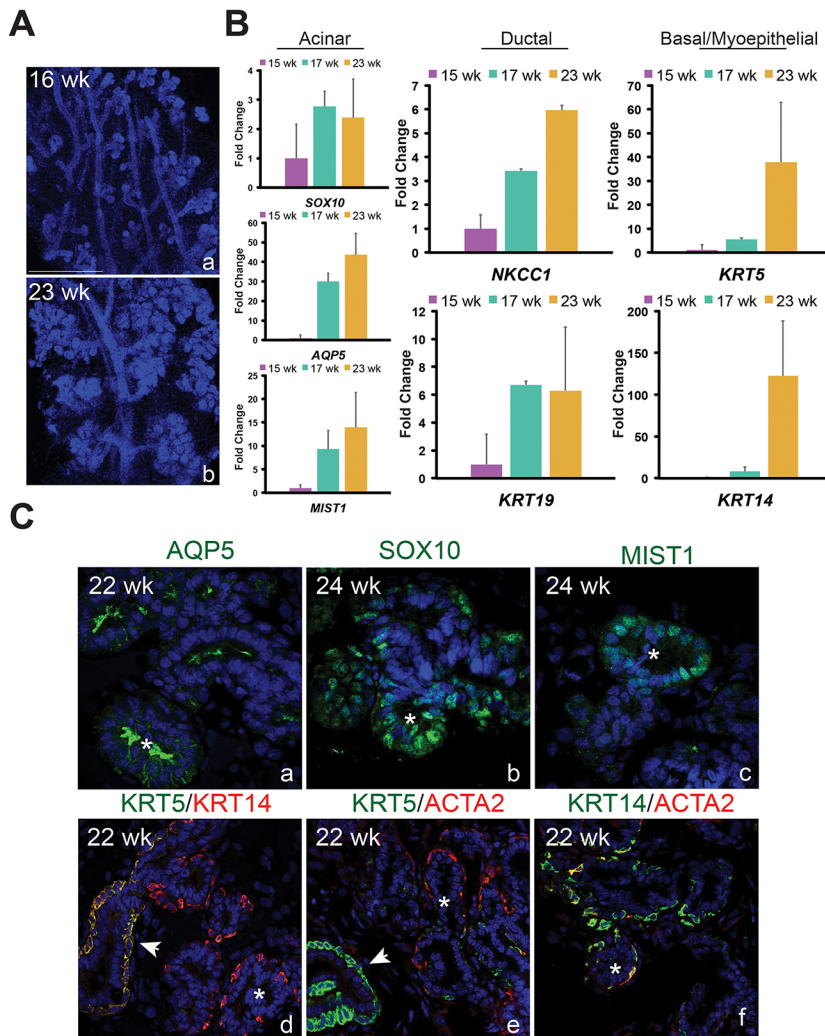 A
16 wk
a
23 wk
b
B
Acinar
Ductal
Basal/Myoepithelial
15 wk 17 wk 23 wk
Fold Change
4
3
2
1
0
SOX10
15 wk 17 wk 23 wk
Fold Change
60
50
40
30
20
10
0
AQP5
15 wk 17 wk 23 wk
Fold Change
25
20
15
10
5
0
MIST1
15 wk 17 wk 23 wk
Fold Change
7
6
5
4
3
2
1
0
NKCC1
15 wk 17 wk 23 wk
Fold Change
12
10
8
6
4
2
0
KRT19
15 wk 17 wk 23 wk
Fold Change
70
60
50
40
30
20
10
0
KRT5
15 wk 17 wk 23 wk
Fold Change
200
150
100
50
0
KRT14
C
AQP5
22 wk
*
a
SOX10
24 wk
*
b
MIST1
24 wk
*
c
KRT5/KRT14
22 wk
*
d
KRT5/ACTA2
22 wk
*
e
KRT14/ACTA2
22 wk
*
f